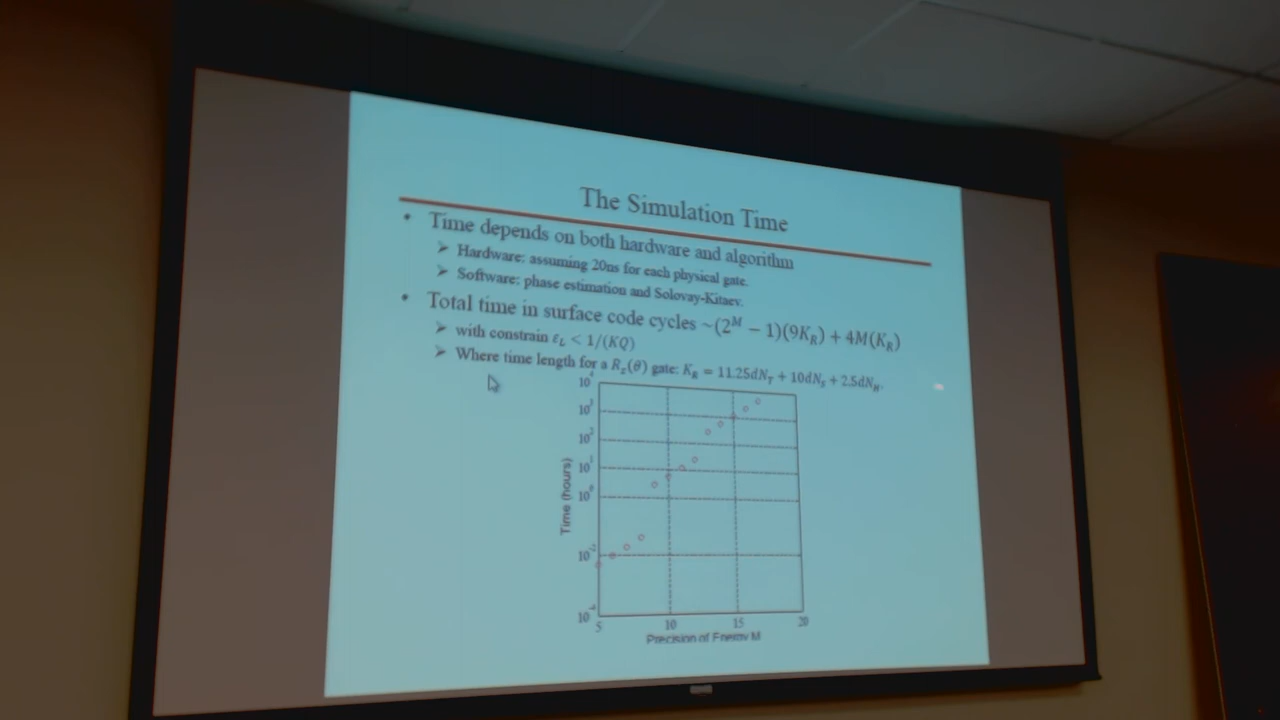 The Simulation Time
• Time depends on both hardware and algorithm
➢ Hardware: assuming 20ns for each physical gate.
➢ Software: phase estimation and Solovay-Kitaev.
• Total time in surface code cycles ~(2^M − 1)(9K_R) + 4M(K_R)
➢ with constrain ε_L < 1/(KQ)
➢ Where time length for a R_z(θ) gate: K_R = 11.25dN_T + 10dN_S + 2.5dN_H.
10^4
10^3
10^2
10^1
10^0
10^-2
10^-4
Time (hours)
5 10 15 20
Precision of Energy M